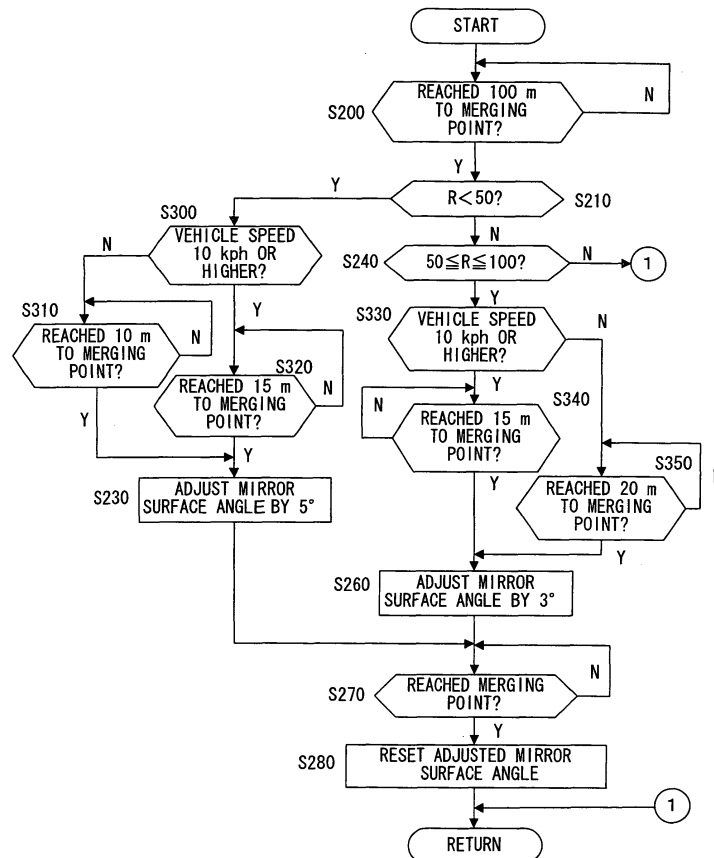 START
REACHED 100 m
TO MERGING
POINT?
N
S200
Y
Y
R<50?
S210
S300
N
N
VEHICLE SPEED
10 kph OR
HIGHER?
S240
50≦R≦100?
N
1
S310
Y
S330
Y
VEHICLE SPEED
10 kph OR
HIGHER?
N
REACHED 10 m
TO MERGING
POINT?
N
S320
REACHED 15 m
TO MERGING
POINT?
N
Y
N
S340
REACHED 15 m
TO MERGING
POINT?
Y
Y
S350
S230
ADJUST MIRROR
SURFACE ANGLE BY 5°
Y
REACHED 20 m
TO MERGING
POINT?
Y
S260
ADJUST MIRROR
SURFACE ANGLE BY 3°
N
S270
REACHED MERGING
POINT?
Y
S280
RESET ADJUSTED MIRROR
SURFACE ANGLE
1
RETURN